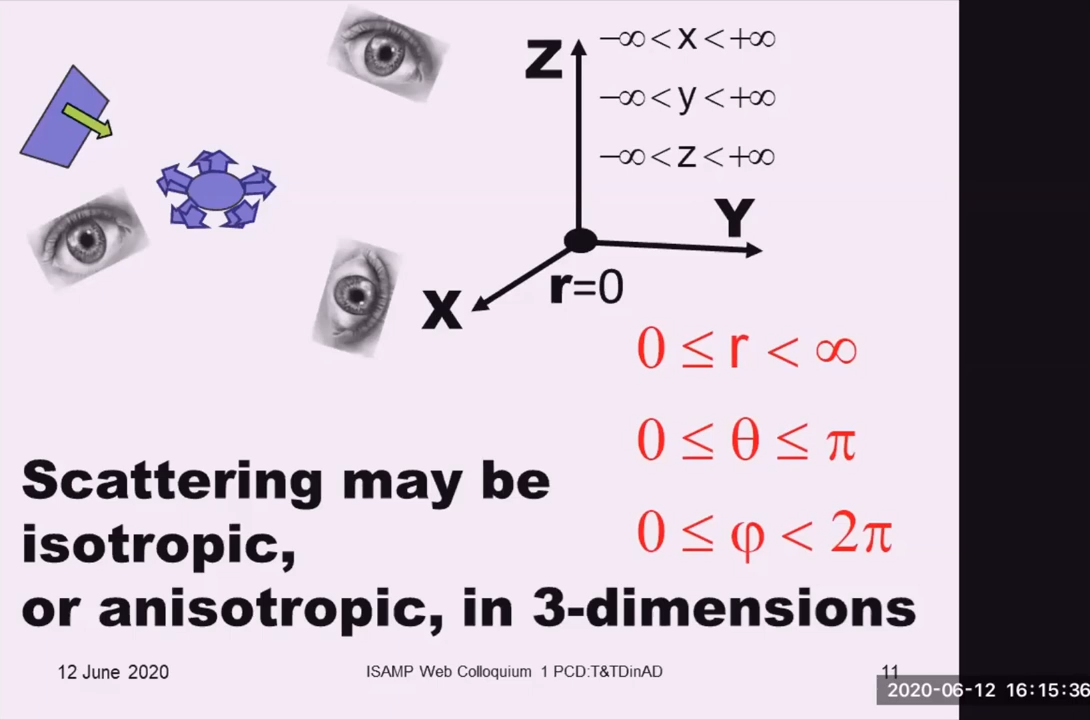 −∞<x<+∞
Z
−∞<y<+∞
−∞<z<+∞
Y
r=0
X
0 ≤ r < ∞
0 ≤ θ ≤ π
Scattering may be
isotropic,
0 ≤ φ < 2π
or anisotropic, in 3-dimensions
12 June 2020
ISAMP Web Colloquium 1 PCD:T&TDinAD
11
2020-06-12 16:15:36